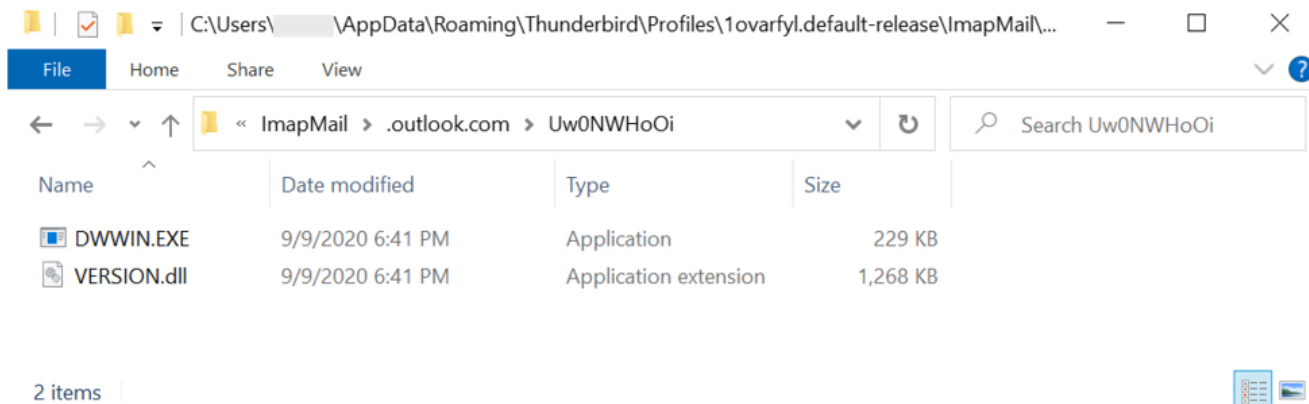 C:\Users\ \AppData\Roaming\Thunderbird\Profiles\1ovarfyl.default-release\ImapMail\...
File Home Share View ?
« ImapMail > .outlook.com > Uw0NWHoOi Search Uw0NWHoOi
Name Date modified Type Size
DWWIN.EXE 9/9/2020 6:41 PM Application 229 KB
VERSION.dll 9/9/2020 6:41 PM Application extension 1,268 KB
2 items